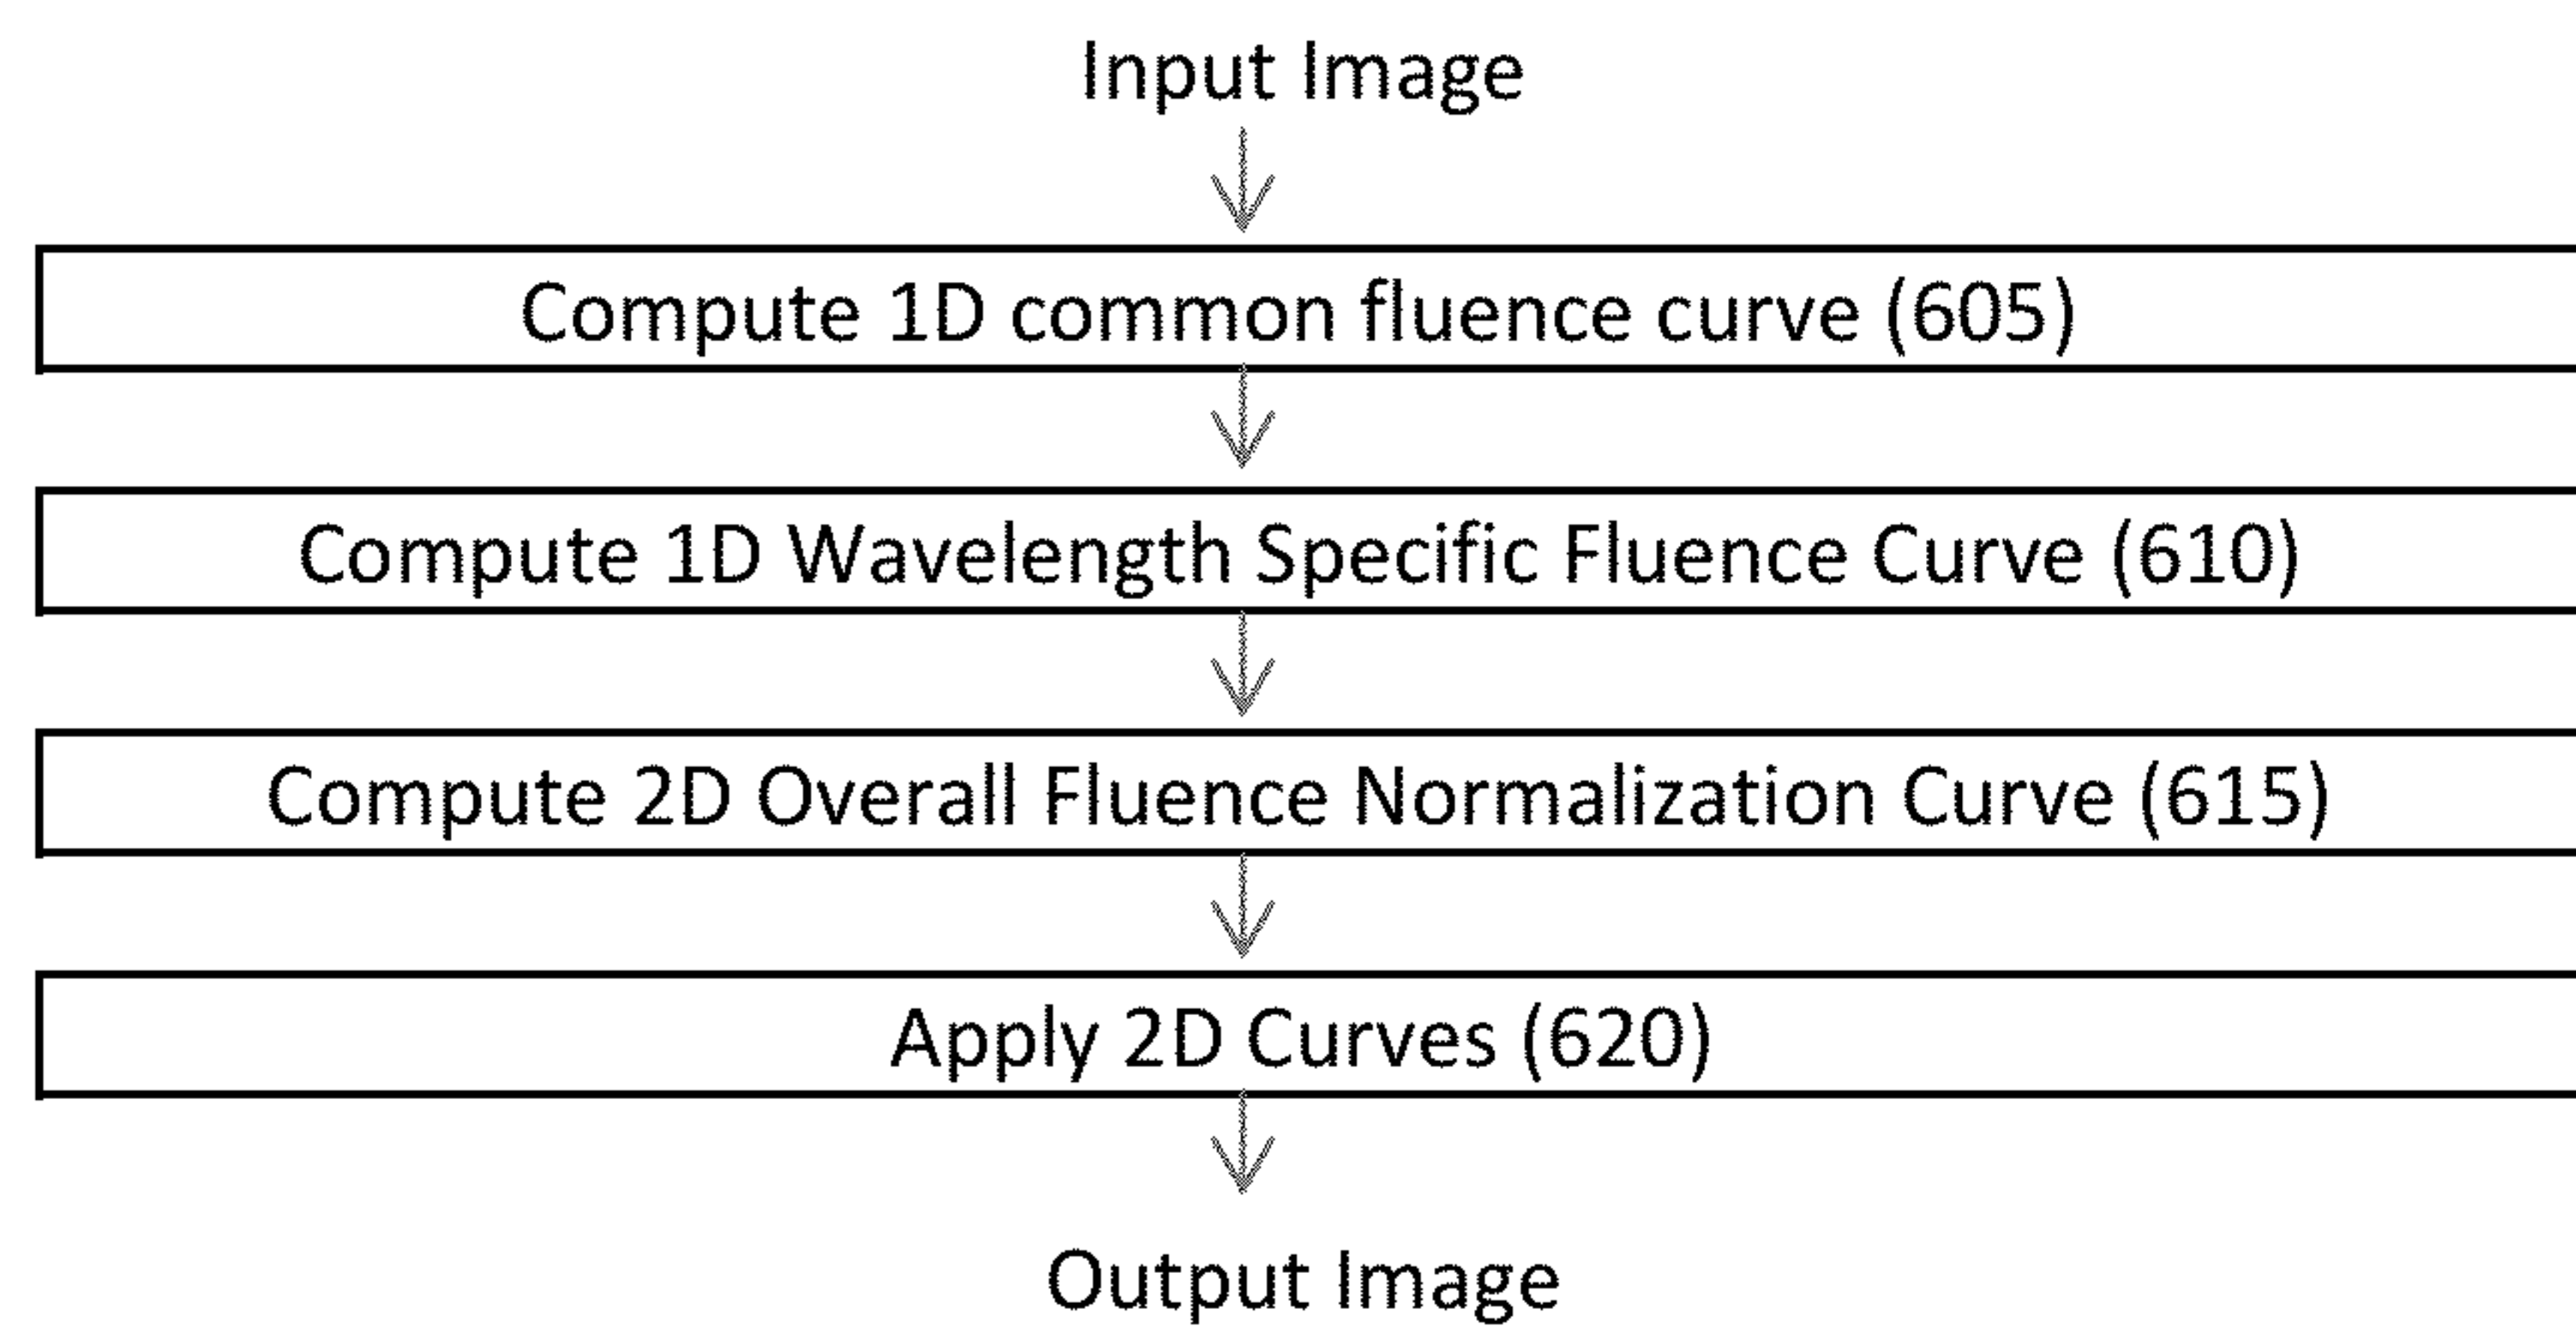 Input Image
Compute 1D common fluence curve (605)
Compute 1D Wavelength Specific Fluence Curve (610)
Compute 2D Overall Fluence Normalization Curve (615)
Apply 2D Curves (620)
Output Image